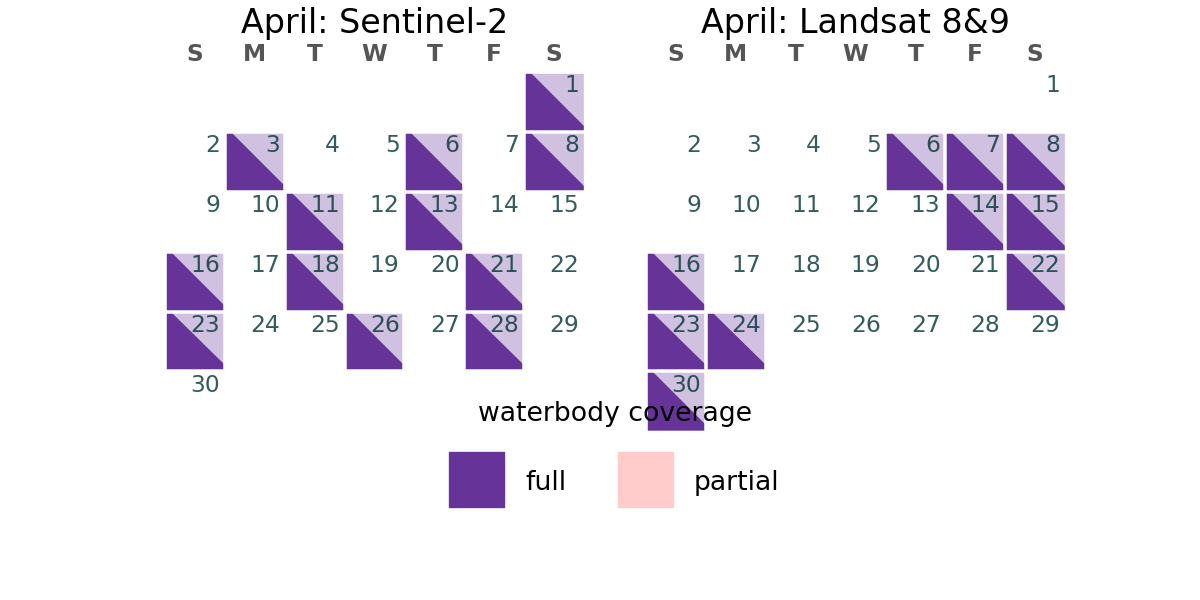 April: Sentinel-2
S M T W T F S
1
2 3 4 5 6 7 8
9 10 11 12 13 14 15
16 17 18 19 20 21 22
23 24 25 26 27 28 29
30
April: Landsat 8&9
S M T W T F S
1
2 3 4 5 6 7 8
9 10 11 12 13 14 15
16 17 18 19 20 21 22
23 24 25 26 27 28 29
30
waterbody coverage
full
partial